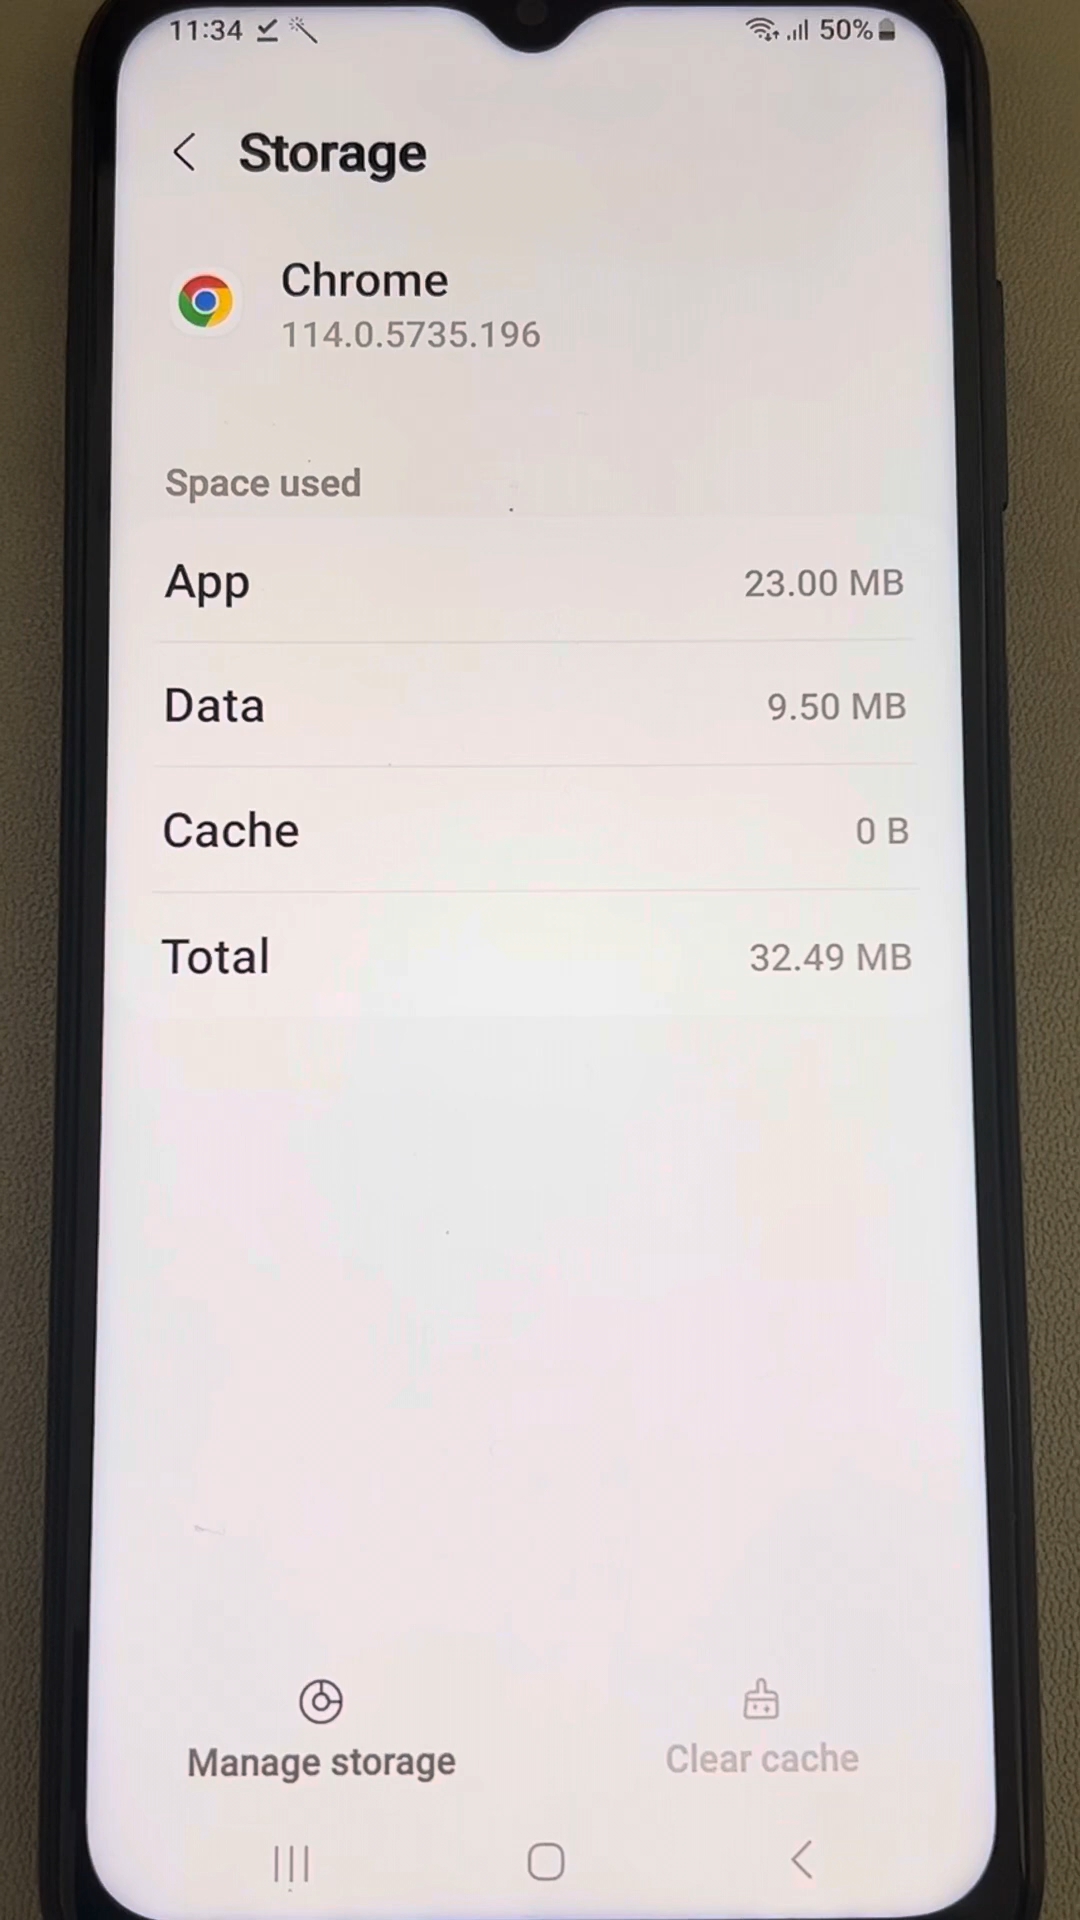 11:34
50%
Storage
Chrome
114.0.5735.196
Space used
App 23.00 MB
Data 9.50 MB
Cache 0 B
Total 32.49 MB
Manage storage
Clear cache